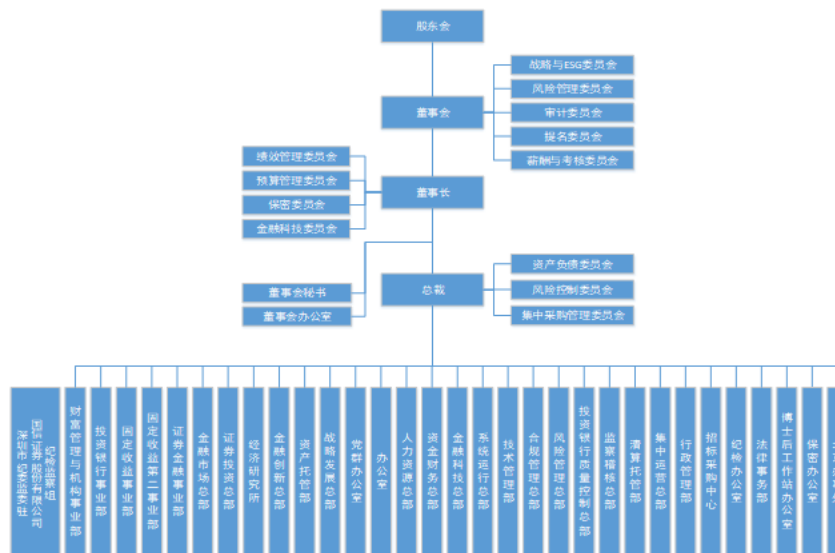 股东会
董事会
战略与ESG委员会
风险管理委员会
审计委员会
提名委员会
薪酬与考核委员会
董事长
绩效管理委员会
预算管理委员会
保密委员会
金融科技委员会
董事会秘书
董事会办公室
总裁
资产负债委员会
风险控制委员会
集中采购管理委员会
深圳市纪委监委驻
国信证券股份有限公司
纪检监察组
财富管理与机构事业部
投资银行事业部
固定收益事业部
固定收益第二事业部
证券金融事业部
金融市场总部
证券投资总部
经济研究所
金融创新总部
资产托管部
战略发展总部
党群办公室
办公室
人力资源总部
资金财务总部
金融科技总部
系统运行总部
技术管理部
合规管理总部
风险管理总部
投资银行质量控制总部
监察稽核总部
清算托管部
集中运营总部
行政管理部
招标采购中心
纪检办公室
法律事务部
博士后工作站办公室
保密办公室